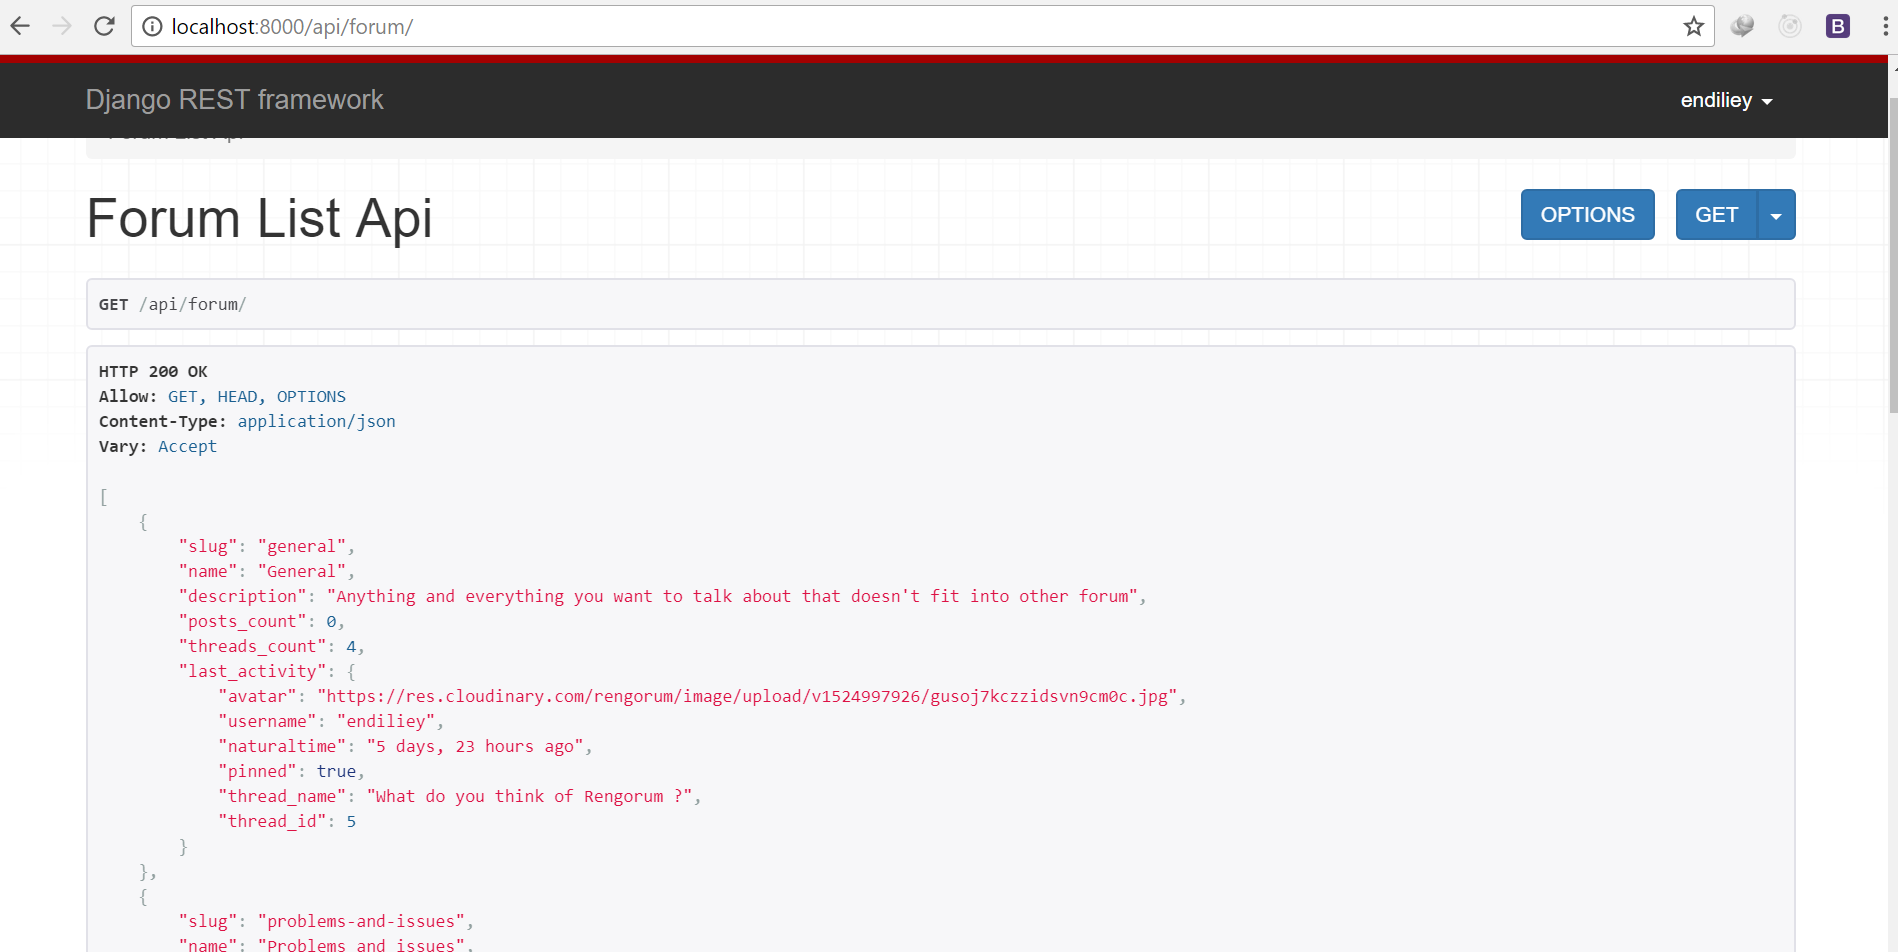 localhost:8000/api/forum/
B
Django REST framework
endiliey
Forum List Api
Forum List Api
OPTIONS
GET
GET /api/forum/
HTTP 200 OK
Allow: GET, HEAD, OPTIONS
Content-Type: application/json
Vary: Accept
[
{
"slug": "general",
"name": "General",
"description": "Anything and everything you want to talk about that doesn't fit into other forum",
"posts_count": 0,
"threads_count": 4,
"last_activity": {
"avatar": "https://res.cloudinary.com/rengorum/image/upload/v1524997926/gusoj7kczzidsvn9cm0c.jpg",
"username": "endiliey",
"naturaltime": "5 days, 23 hours ago",
"pinned": true,
"thread_name": "What do you think of Rengorum ?",
"thread_id": 5
}
},
{
"slug": "problems-and-issues",
"name": "Problems and issues",